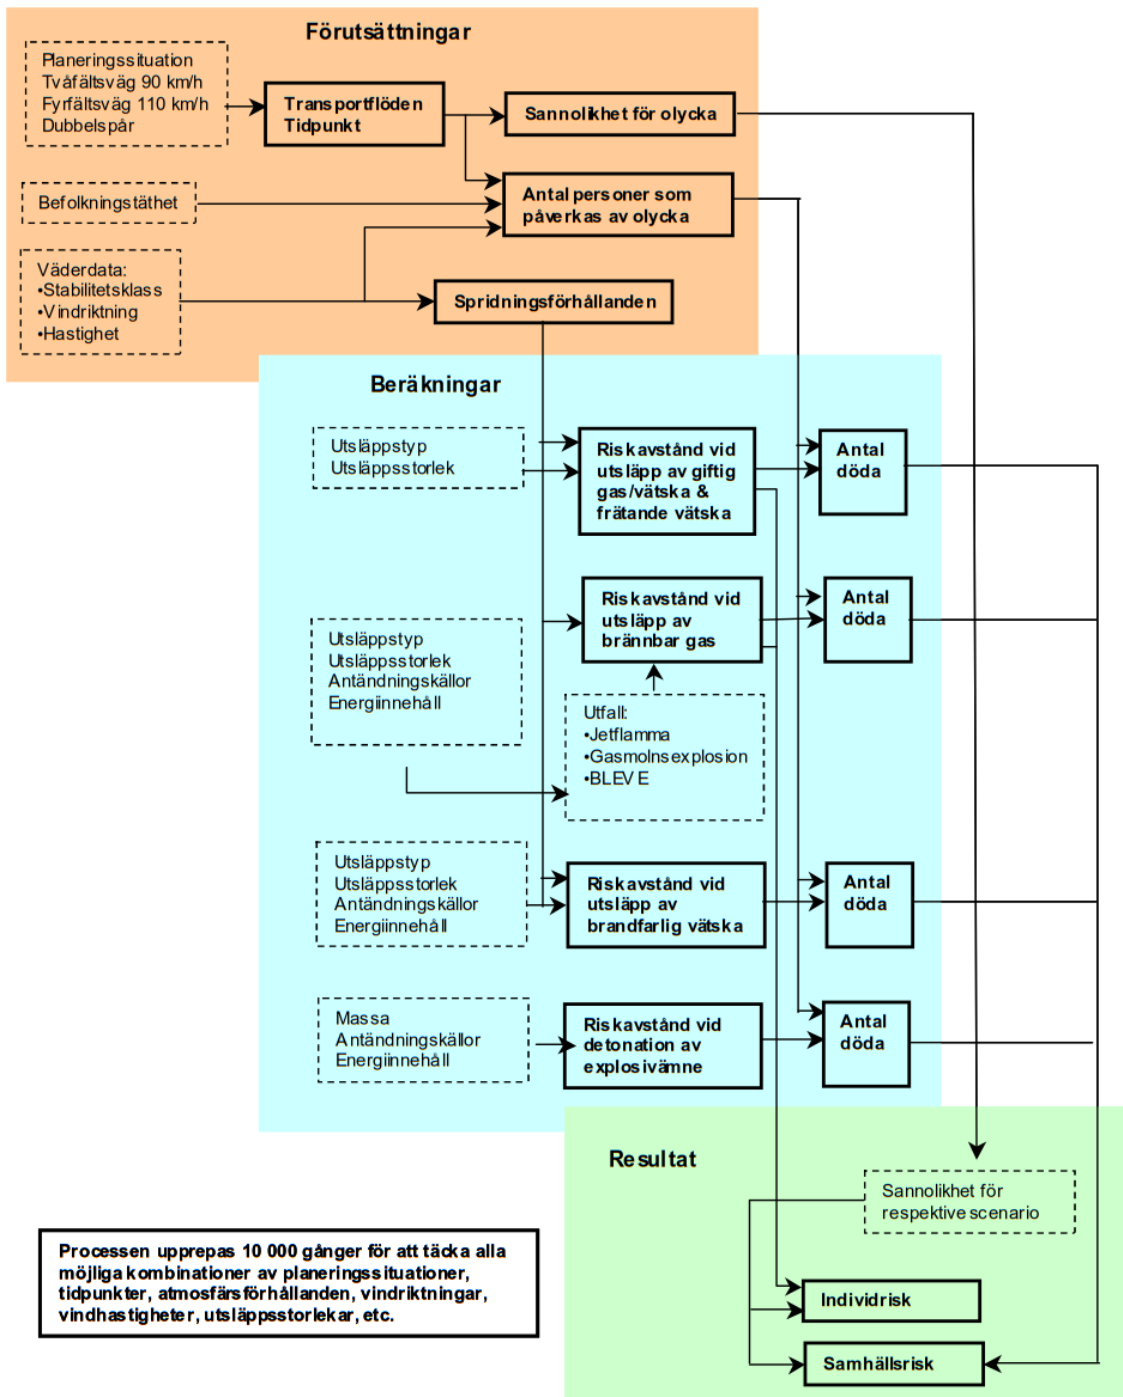 Förutsättningar
Planeringssituation
Tvåfältsväg 90 km/h
Fyrfältsväg 110 km/h
Dubbelspår
Transportflöden
Tidpunkt
Sannolikhet för olycka
Befolkningstäthet
Antal personer som
påverkas av olycka
Väderdata:
•Stabilitetsklass
•Vindriktning
•Hastighet
Spridningsförhållanden
Beräkningar
Utsläppstyp
Utsläppsstorlek
Riskavstånd vid
utsläpp av giftig
gas/vätska &
frätande vätska
Antal
döda
Utsläppstyp
Utsläppsstorlek
Antändningskällor
Energiinnehåll
Riskavstånd vid
utsläpp av
brännbar gas
Antal
döda
Utfall:
•Jetflamma
•Gasmolnsexplosion
•BLEVE
Utsläppstyp
Utsläppsstorlek
Antändningskällor
Energiinnehåll
Riskavstånd vid
utsläpp av
brandfarlig vätska
Antal
döda
Massa
Antändningskällor
Energiinnehåll
Riskavstånd vid
detonation av
explosivämne
Antal
döda
Resultat
Sannolikhet för
respektive scenario
Individrisk
Samhällsrisk
Processen upprepas 10 000 gånger för att täcka alla
möjliga kombinationer av planeringssituationer,
tidpunkter, atmosfärsförhållanden, vindriktningar,
vindhastigheter, utsläppsstorlekar, etc.